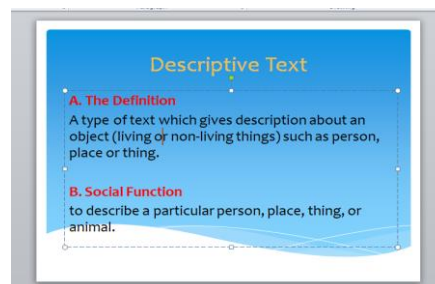 Descriptive Text
A. The Definition
A type of text which gives description about an
object (living or non-living things) such as person,
place or thing.
B. Social Function
to describe a particular person, place, thing, or
animal.